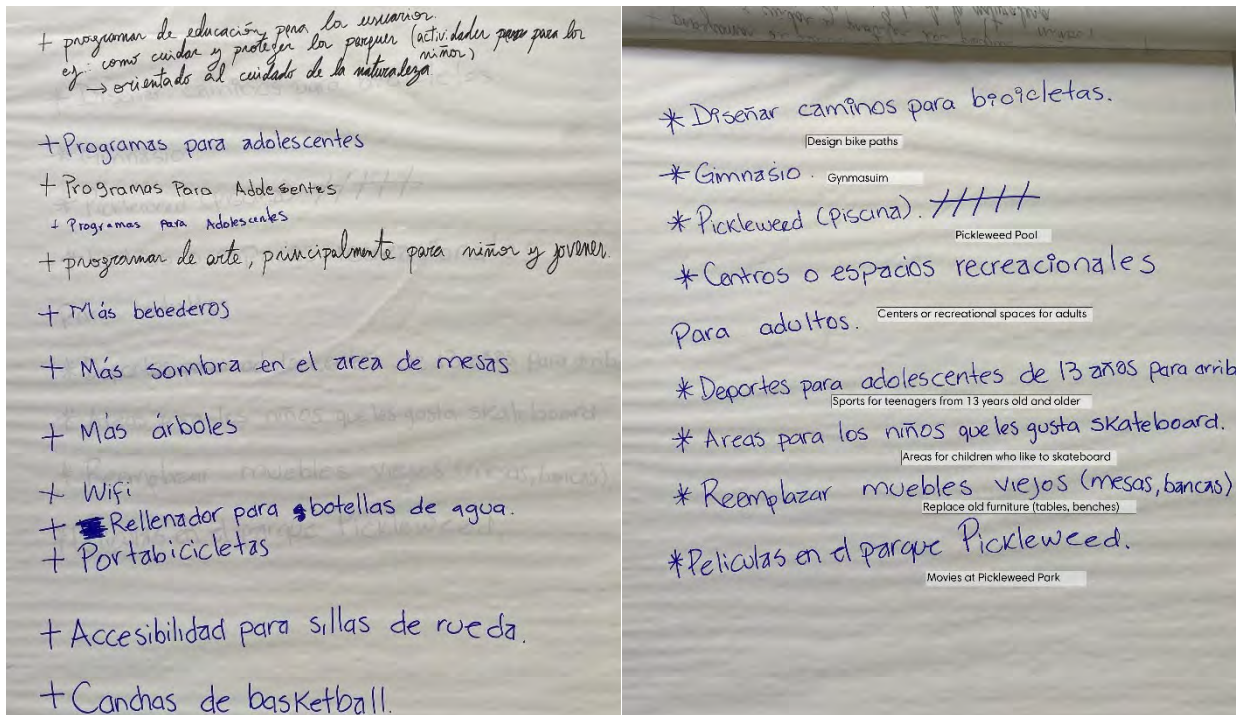 + programas de educación para los usuarios.
ej: como cuidar y proteger los parques (actividades para los
niños)
→ orientado al cuidado de la naturaleza
+ Programas para adolescentes
+ Programas Para Adolesentes
+ Programas Para Adolescentes
+ programas de arte, principalmente para niños y jovenes.
+ Más bebederos
+ Más sombra en el area de mesas
+ Más árboles
+ Wifi
+ Rellenador para botellas de agua.
+ Portabicicletas
+ Accesibilidad para sillas de rueda.
+ Canchas de basketball.
* Diseñar caminos para bicicletas.
Design bike paths
* Gimnasio.
Gynmasuim
* Pickleweed (piscina).
Pickleweed Pool
* Centros o espacios recreacionales
Para adultos.
Centers or recreational spaces for adults
* Deportes para adolescentes de 13 años para arrib
Sports for teenagers from 13 years old and older
* Areas para los niños que les gusta skateboard.
Areas for children who like to skateboard
* Reemplazar muebles viejos (mesas, bancas)
Replace old furniture (tables, benches)
* Peliculas en el parque Pickleweed.
Movies at Pickleweed Park